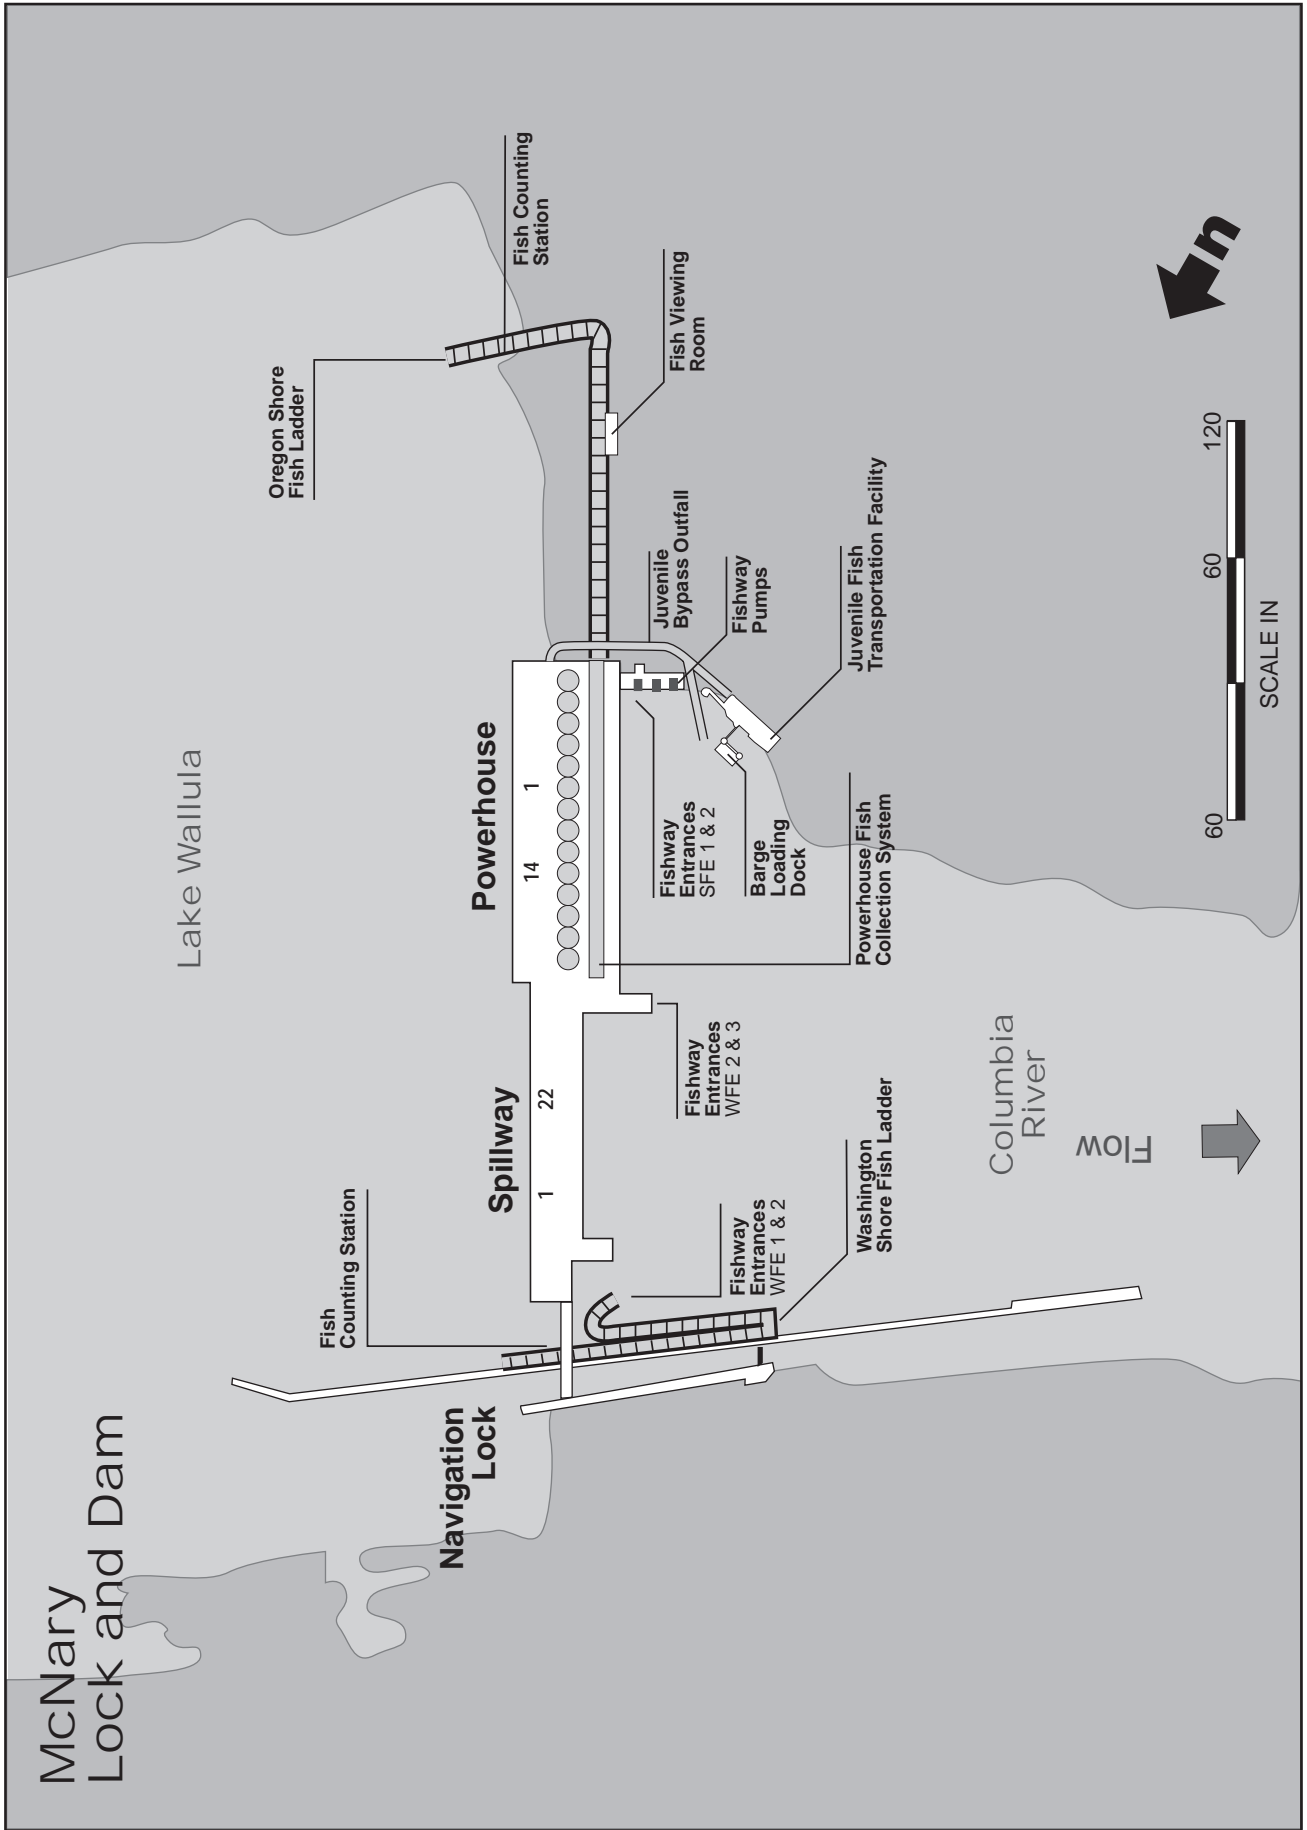 McNary
Lock and Dam
Navigation
Lock
Fish
Counting Station
Spillway
1
22
Powerhouse
14
1
Lake Wallula
Oregon Shore
Fish Ladder
Fish Counting
Station
Fish Viewing
Room
Juvenile
Bypass Outfall
Fishway
Pumps
Juvenile Fish
Transportation Facility
Fishway
Entrances
SFE 1 & 2
Barge
Loading
Dock
Powerhouse Fish
Collection System
Fishway
Entrances
WFE 2 & 3
Fishway
Entrances
WFE 1 & 2
Washington
Shore Fish Ladder
Columbia
River
Flow
60
60
120
SCALE IN
n